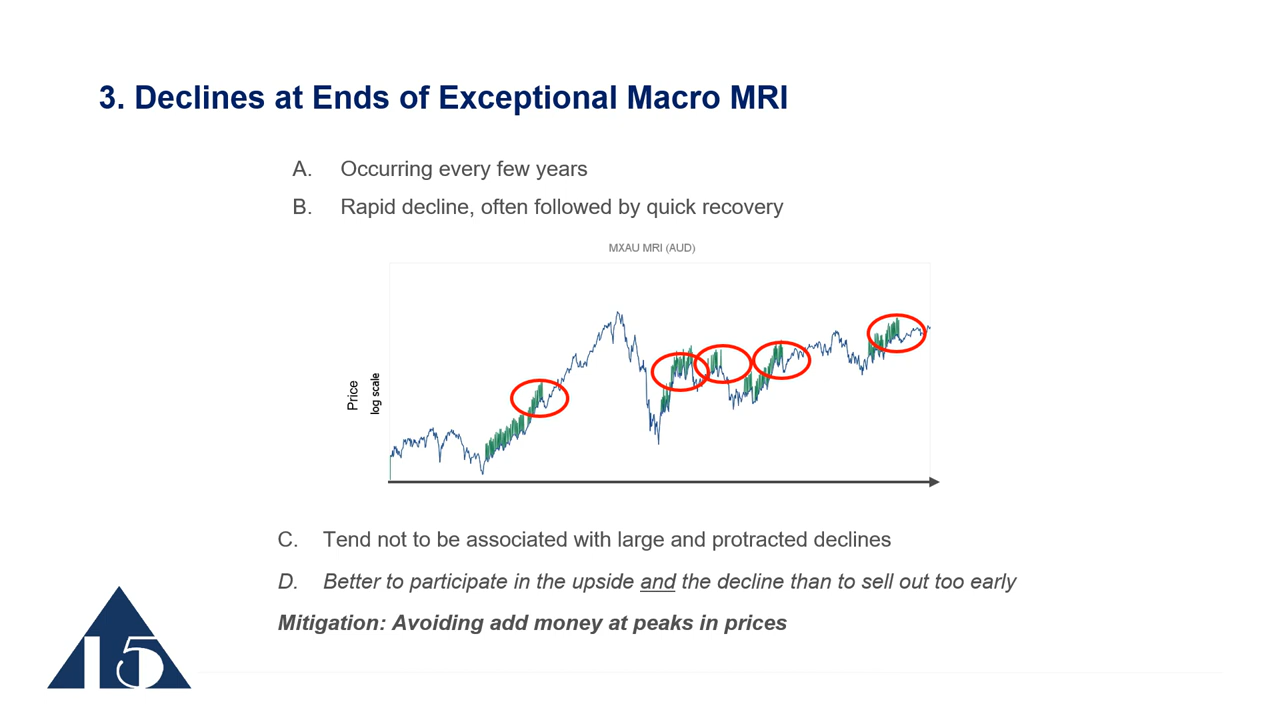 3. Declines at Ends of Exceptional Macro MRI
A. Occurring every few years
B. Rapid decline, often followed by quick recovery
MXAU MRI (AUD)
Price
log scale
C. Tend not to be associated with large and protracted declines
D. Better to participate in the upside and the decline than to sell out too early
Mitigation: Avoiding add money at peaks in prices
15